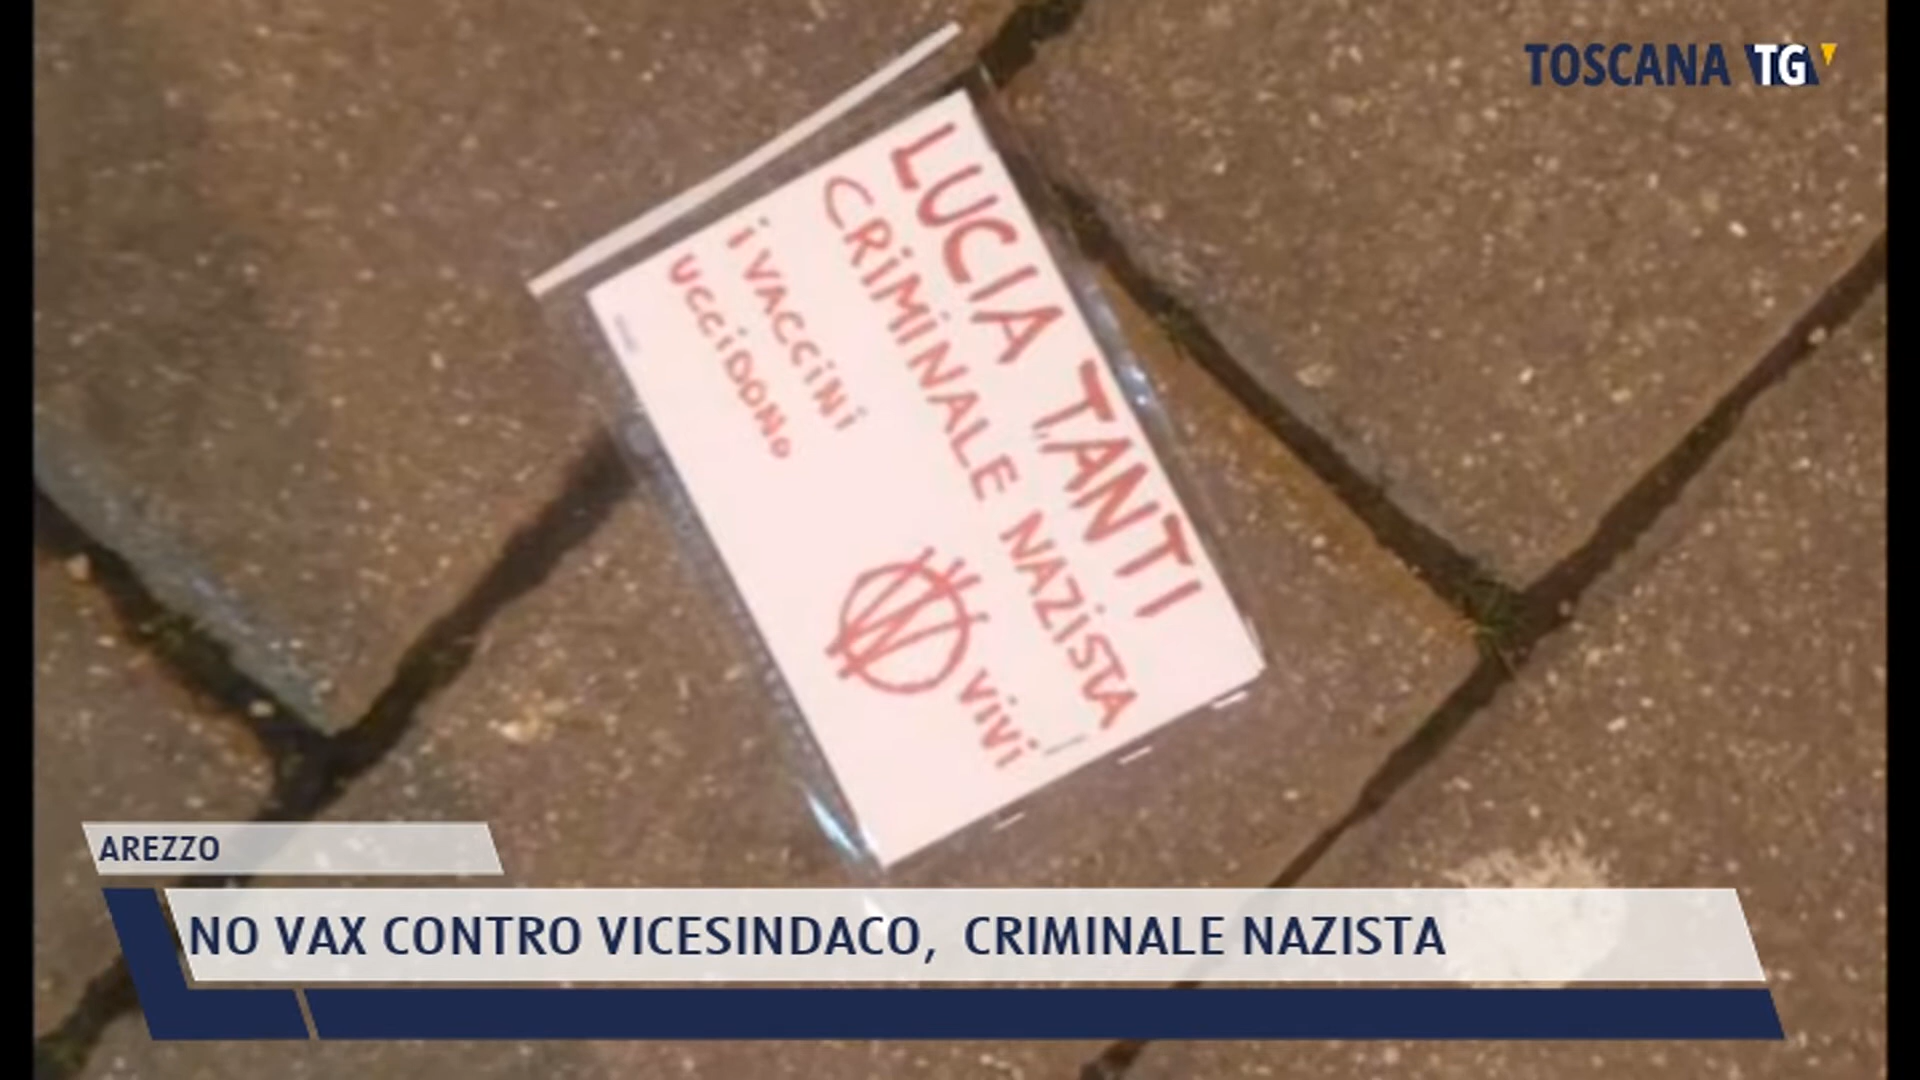 TOSCANA TG
LUCIA TANTI
CRIMINALE NAZISTA
I VACCINI
UCCIDONO
VIVI
AREZZO
NO VAX CONTRO VICESINDACO, CRIMINALE NAZISTA